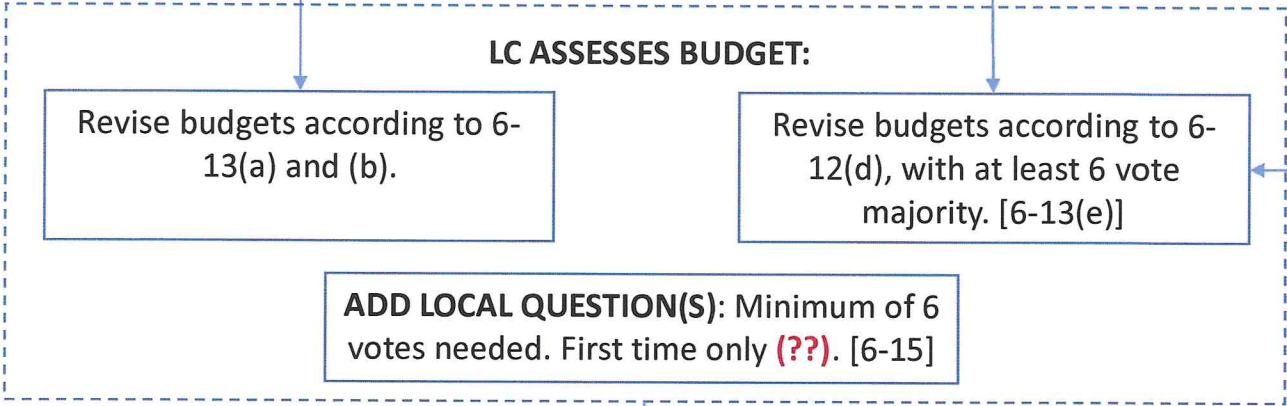 LC ASSESSES BUDGET:
Revise budgets according to 6-
13(a) and (b).
Revise budgets according to 6-
12(d), with at least 6 vote
majority. [6-13(e)]
ADD LOCAL QUESTION(S): Minimum of 6
votes needed. First time only (??). [6-15]